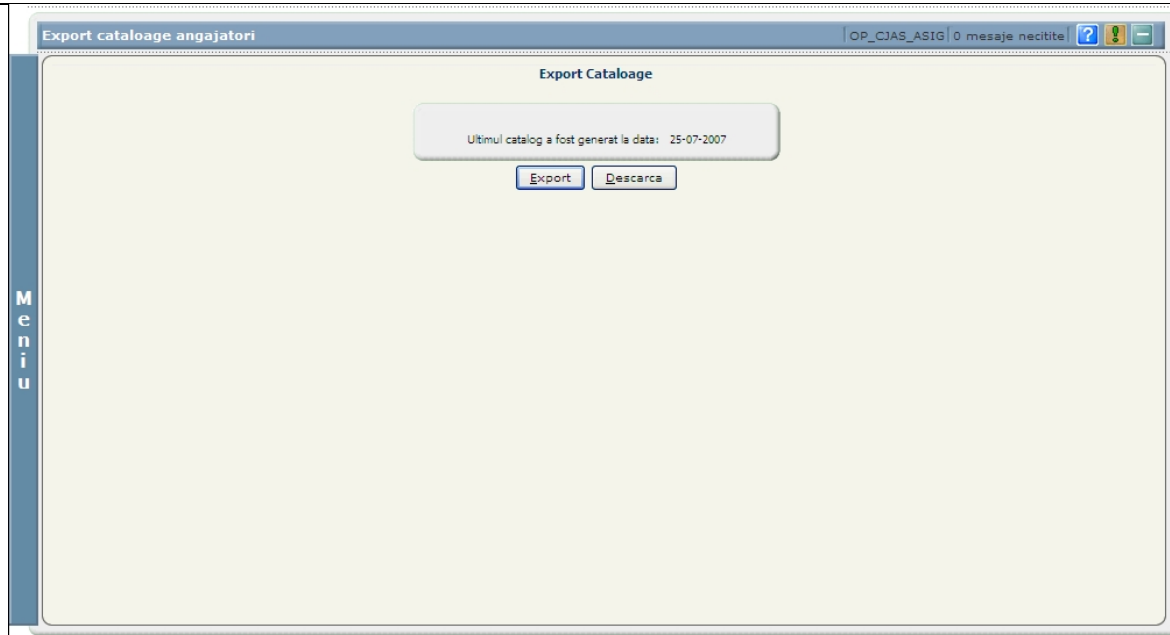 Export cataloage angajatori OP_CJAS_ASIG 0 mesaje necitite ? !
Export Cataloage
Ultimul catalog a fost generat la data: 25-07-2007
Export Descarca
Meniu